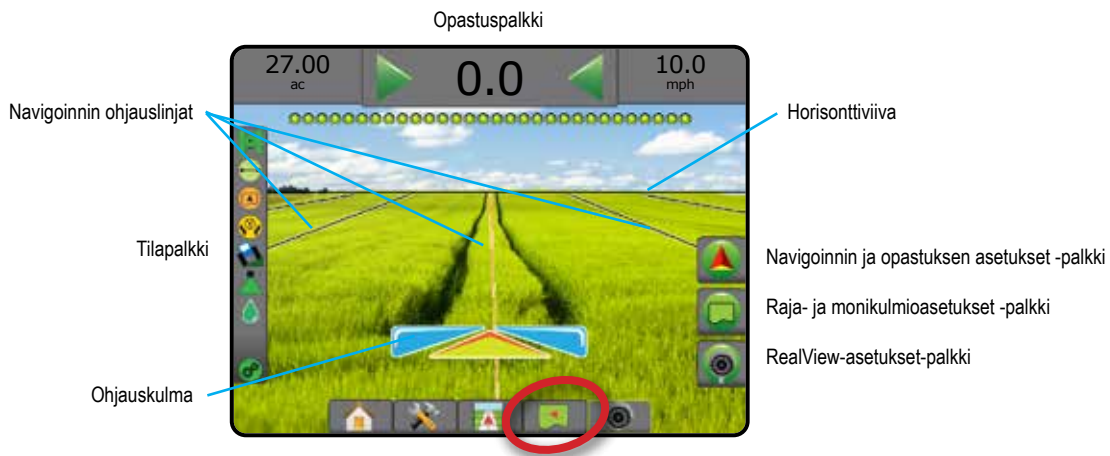 Opastuspalkki
27.00
ac
0.0
10.0
mph
Navigoinnin ohjauslinjat
Horisonttiviiva
Tilapalkki
Navigoinnin ja opastuksen asetukset -palkki
Raja- ja monikulmioasetukset -palkki
RealView-asetukset-palkki
Ohjauskulma